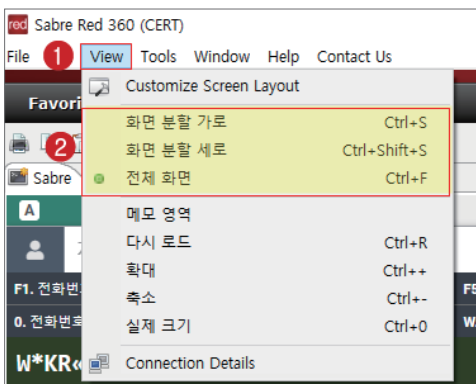 red Sabre Red 360 (CERT)
File 1 View Tools Window Help Contact Us
Customize Screen Layout
Favori
화면 분할 가로 Ctrl+S
2 화면 분할 세로 Ctrl+Shift+S
Sabre 전체 화면 Ctrl+F
A 메모 영역
다시 로드 Ctrl+R
F1. 전화번 확대 Ctrl++
축소 Ctrl+-
0. 전화번호 실제 크기 Ctrl+0
W*KR« Connection Details